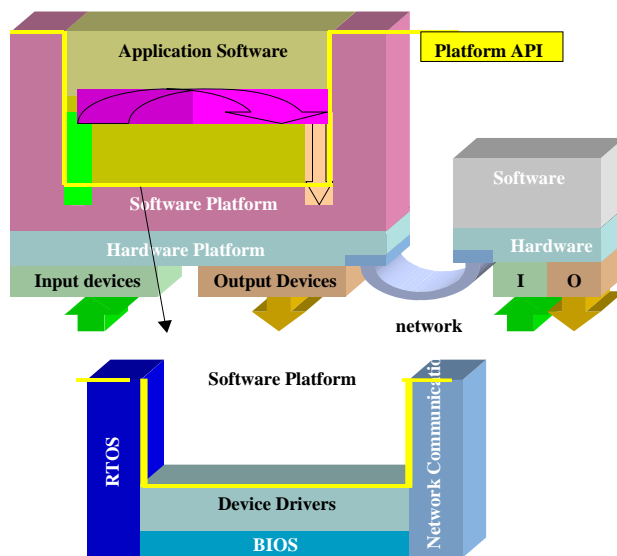 Application Software
Platform API
Software
Software Platform
Hardware Platform
Hardware
Input devices
Output Devices
I
O
network
Software Platform
RTOS
Device Drivers
BIOS
Network Communicatio